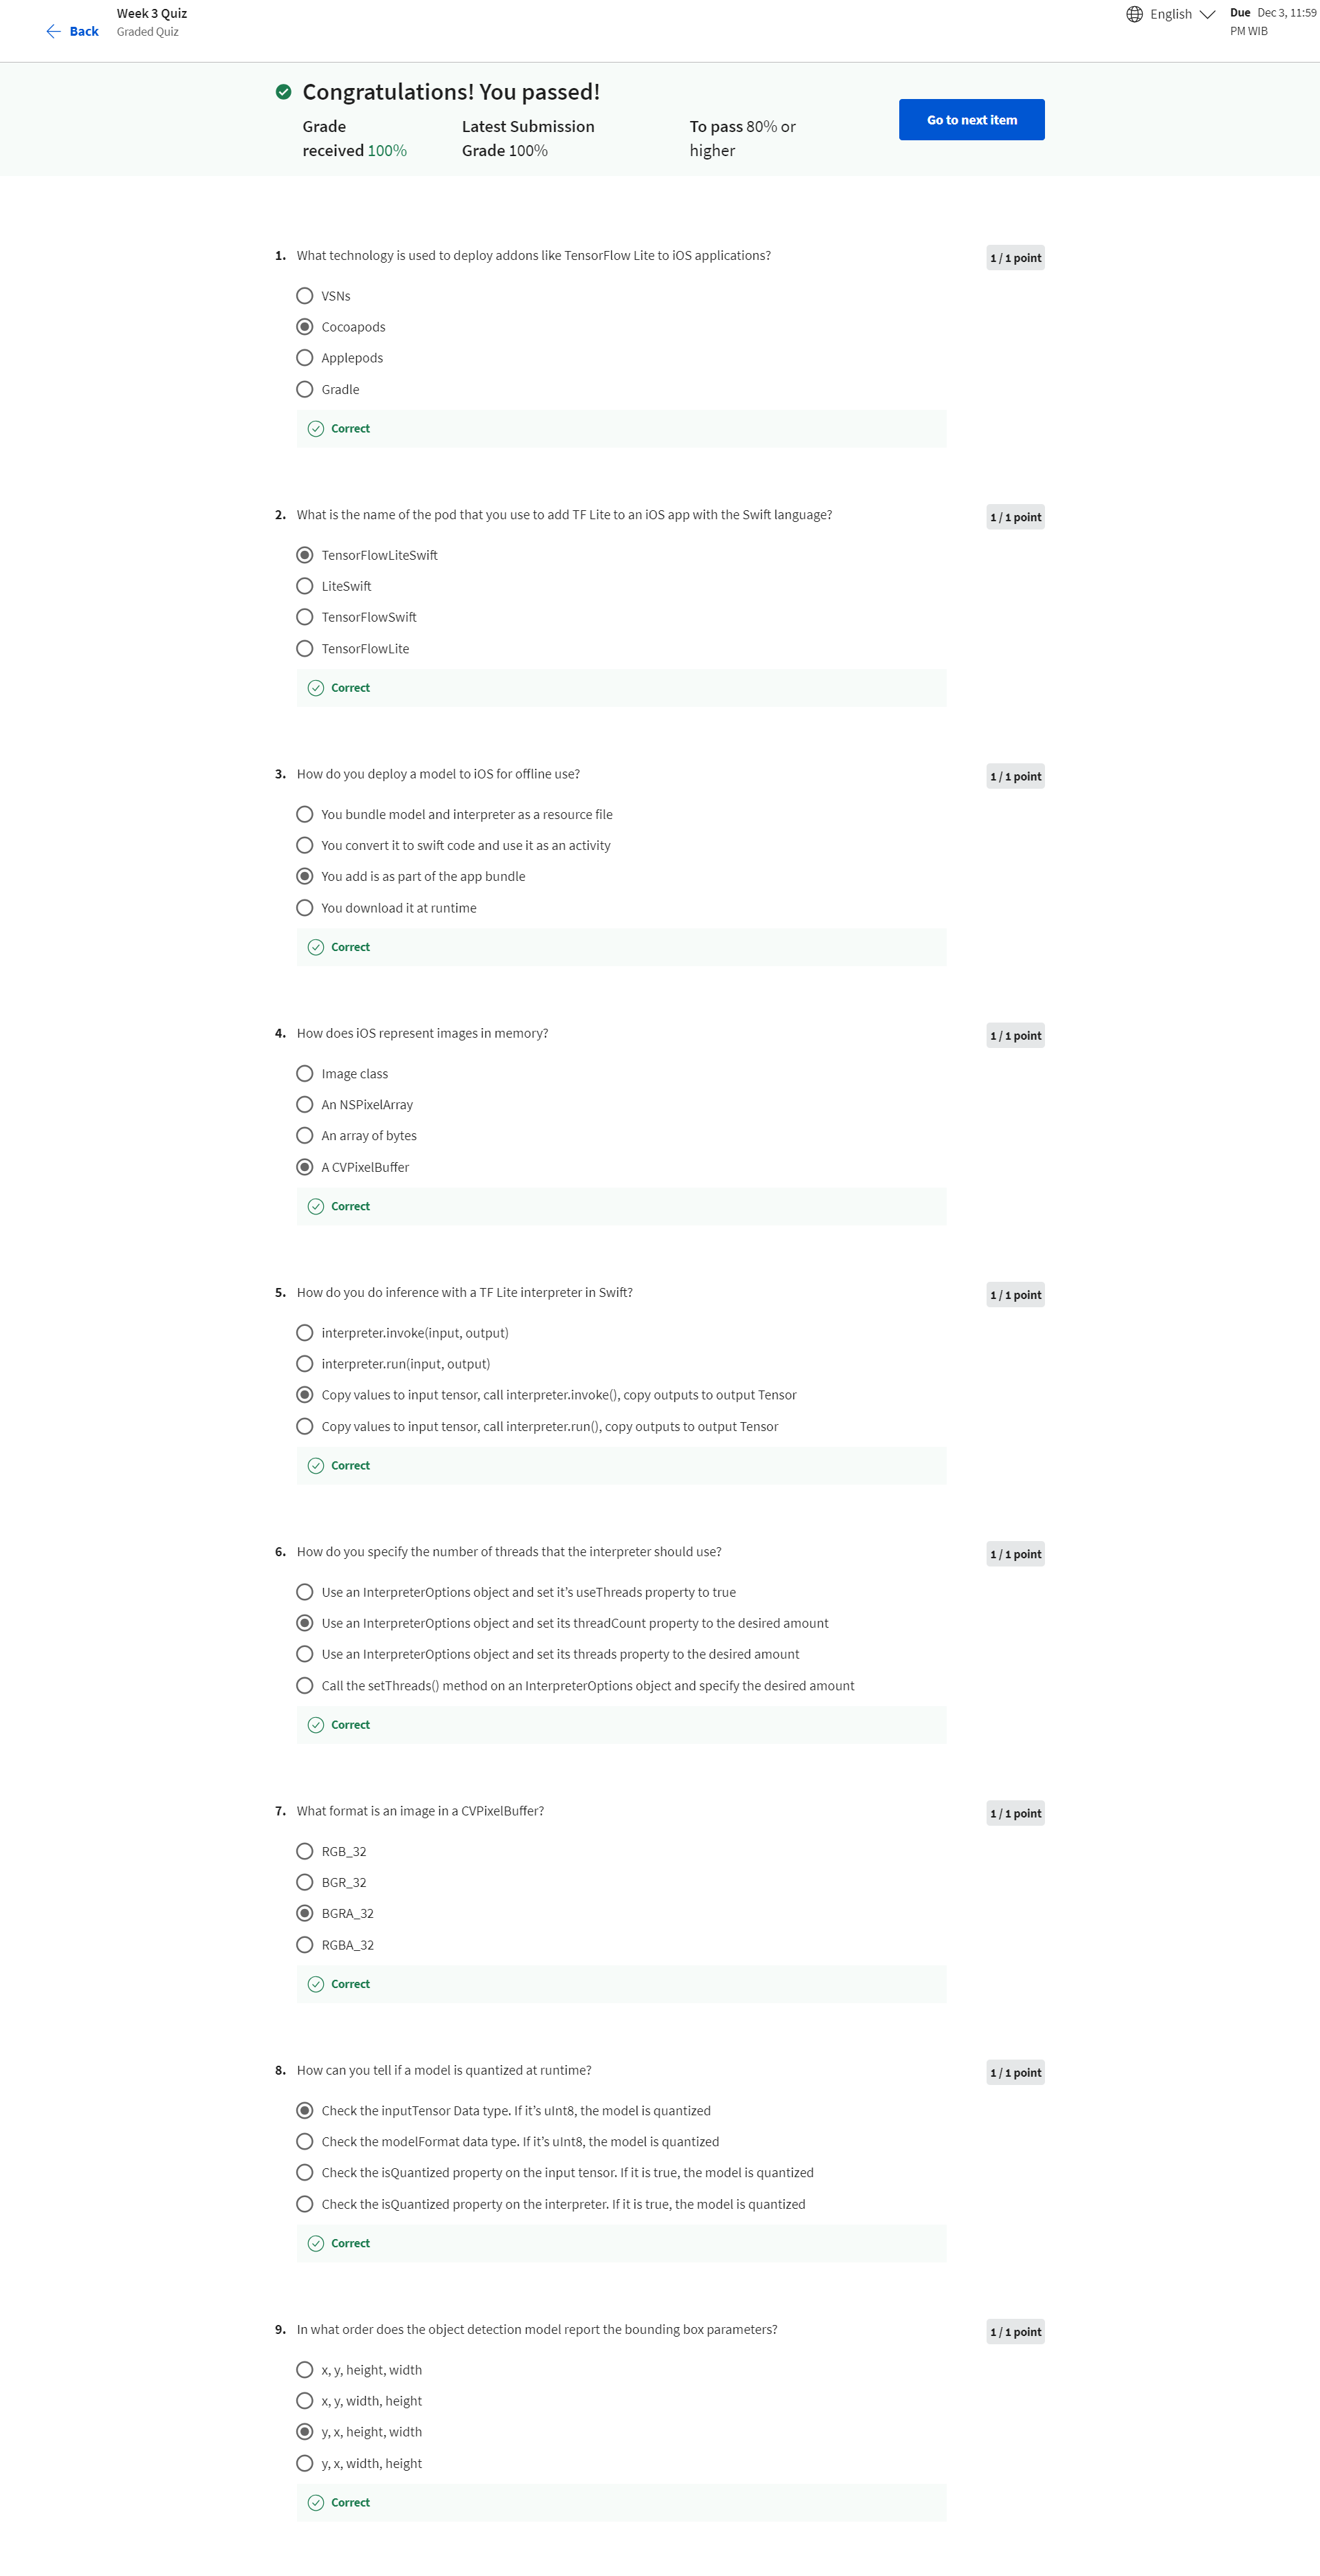 Back
Week 3 Quiz
Graded Quiz
English
Due Dec 3, 11:59
PM WIB
Congratulations! You passed!
Grade
received 100%
Latest Submission
Grade 100%
To pass 80% or
higher
Go to next item
1. What technology is used to deploy addons like TensorFlow Lite to iOS applications?
1 / 1 point
VSNs
Cocoapods
Applepods
Gradle
Correct
2. What is the name of the pod that you use to add TF Lite to an iOS app with the Swift language?
1 / 1 point
TensorFlowLiteSwift
LiteSwift
TensorFlowSwift
TensorFlowLite
Correct
3. How do you deploy a model to iOS for offline use?
1 / 1 point
You bundle model and interpreter as a resource file
You convert it to swift code and use it as an activity
You add is as part of the app bundle
You download it at runtime
Correct
4. How does iOS represent images in memory?
1 / 1 point
Image class
An NSPixelArray
An array of bytes
A CVPixelBuffer
Correct
5. How do you do inference with a TF Lite interpreter in Swift?
1 / 1 point
interpreter.invoke(input, output)
interpreter.run(input, output)
Copy values to input tensor, call interpreter.invoke(), copy outputs to output Tensor
Copy values to input tensor, call interpreter.run(), copy outputs to output Tensor
Correct
6. How do you specify the number of threads that the interpreter should use?
1 / 1 point
Use an InterpreterOptions object and set it’s useThreads property to true
Use an InterpreterOptions object and set its threadCount property to the desired amount
Use an InterpreterOptions object and set its threads property to the desired amount
Call the setThreads() method on an InterpreterOptions object and specify the desired amount
Correct
7. What format is an image in a CVPixelBuffer?
1 / 1 point
RGB_32
BGR_32
BGRA_32
RGBA_32
Correct
8. How can you tell if a model is quantized at runtime?
1 / 1 point
Check the inputTensor Data type. If it’s uInt8, the model is quantized
Check the modelFormat data type. If it’s uInt8, the model is quantized
Check the isQuantized property on the input tensor. If it is true, the model is quantized
Check the isQuantized property on the interpreter. If it is true, the model is quantized
Correct
9. In what order does the object detection model report the bounding box parameters?
1 / 1 point
x, y, height, width
x, y, width, height
y, x, height, width
y, x, width, height
Correct